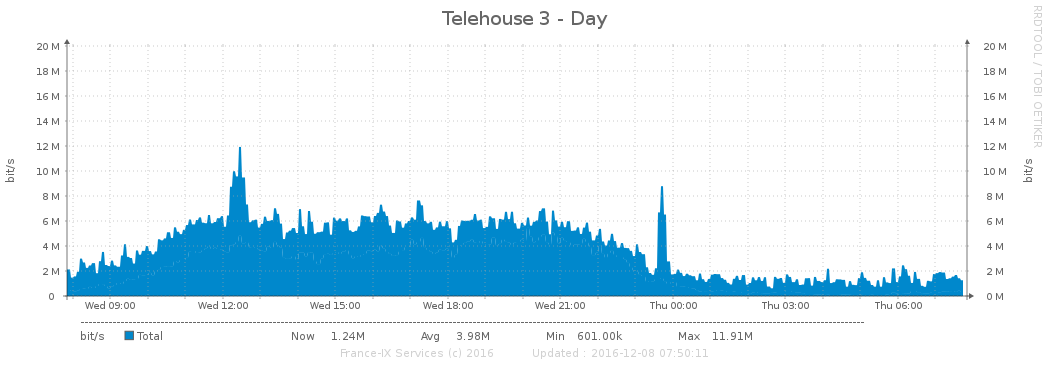 Telehouse 3 - Day
RRDTOOL / TOBI OETIKER
bit/s
bit/s
20 M 20 M
18 M 18 M
16 M 16 M
14 M 14 M
12 M 12 M
10 M 10 M
8 M 8 M
6 M 6 M
4 M 4 M
2 M 2 M
0 0 M
Wed 09:00 Wed 12:00 Wed 15:00 Wed 18:00 Wed 21:00 Thu 00:00 Thu 03:00 Thu 06:00
bit/s Total Now 1.24M Avg 3.98M Min 601.00k Max 11.91M
France-IX Services (c) 2016 Updated : 2016-12-08 07:50:11